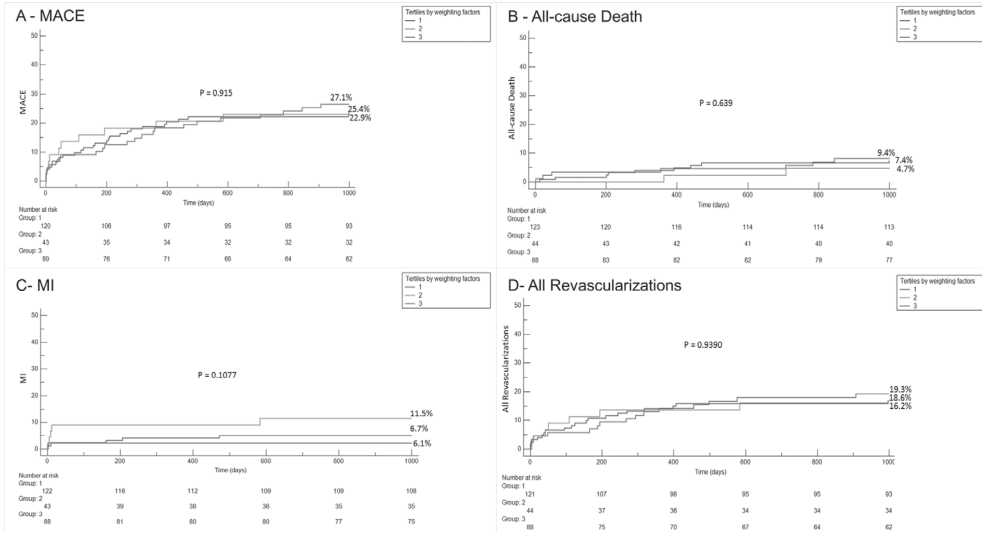 A - MACE
Tertiles by weighting factors
1
2
3
50
40
30
20
10
0
MACE
P = 0.915
27.1%
25.4%
22.9%
0 200 400 600 800 1000
Time (days)
Number at risk
Group: 1
120 106 97 95 95 93
Group: 2
43 35 34 32 32 32
Group: 3
80 76 71 68 64 62
B - All-cause Death
Tertiles by weighting factors
1
2
3
50
40
30
20
10
0
All-cause Death
P = 0.639
9.4%
7.4%
4.7%
0 200 400 600 800 1000
Time (days)
Number at risk
Group: 1
123 120 116 114 114 113
Group: 2
44 43 42 41 40 40
Group: 3
88 83 82 82 79 77
C- MI
Tertiles by weighting factors
1
2
3
50
40
30
20
10
0
MI
P = 0.1077
11.5%
6.7%
6.1%
0 200 400 600 800 1000
Time (days)
Number at risk
Group: 1
122 116 112 109 109 108
Group: 2
43 39 38 36 35 35
Group: 3
88 81 80 80 77 75
D- All Revascularizations
Tertiles by weighting factors
1
2
3
50
40
30
20
10
0
All Revascularizations
P = 0.9390
19.3%
18.6%
16.2%
0 200 400 600 800 1000
Time (days)
Number at risk
Group: 1
121 107 98 95 95 93
Group: 2
44 37 36 34 34 34
Group: 3
88 75 70 67 64 62